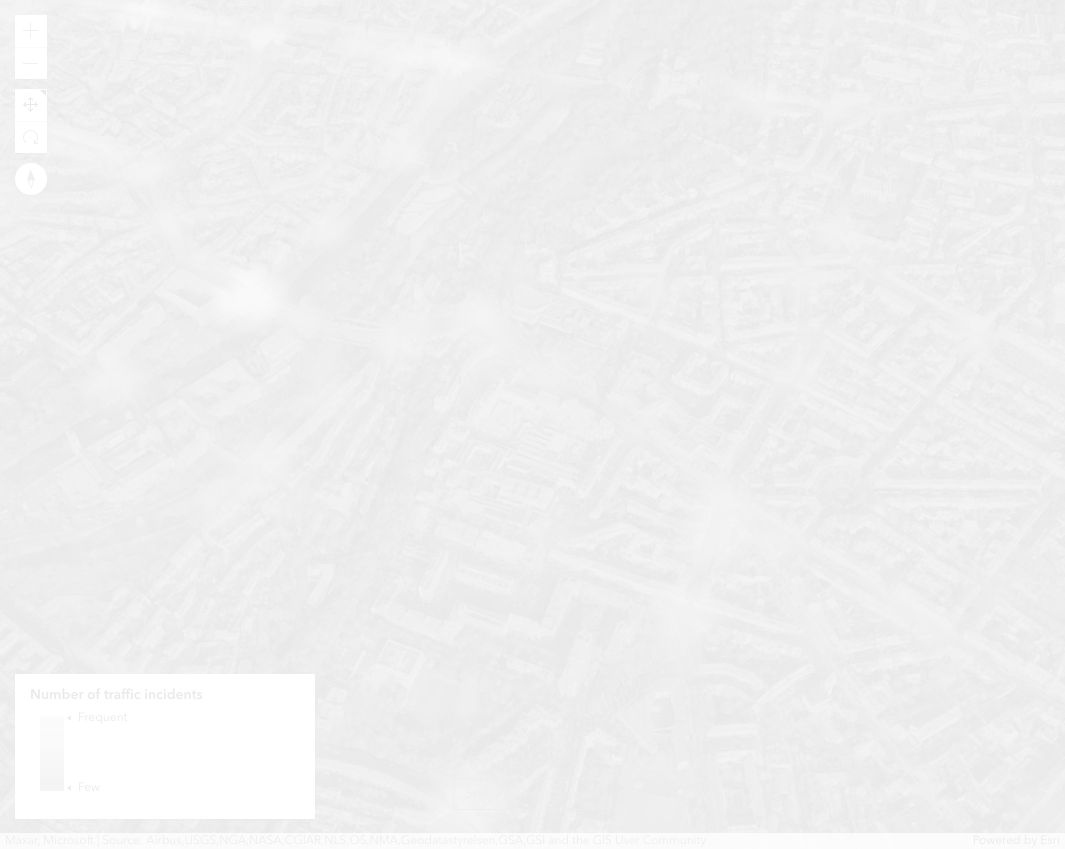 Number of traffic incidents
Frequent
Few
Maxar, Microsoft | Source: Airbus,USGS,NGA,NASA,CGIAR,NLS,OS,NMA,Geodatastyrelsen,GSA,GSI and the GIS User Community
Powered by Esri